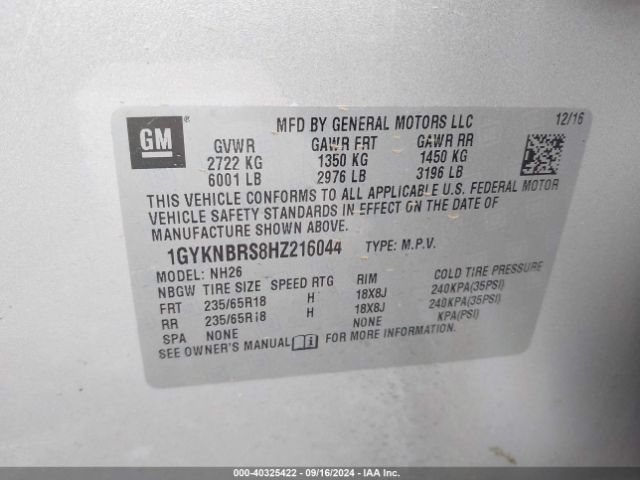 MFD BY GENERAL MOTORS LLC 12/16
GM ®
GVWR GAWR FRT GAWR RR
2722 KG 1350 KG 1450 KG
6001 LB 2976 LB 3196 LB
THIS VEHICLE CONFORMS TO ALL APPLICABLE U.S. FEDERAL MOTOR
VEHICLE SAFETY STANDARDS IN EFFECT ON THE DATE OF
MANUFACTURE SHOWN ABOVE.
1GYKNBRS8HZ216044 TYPE: M.P.V.
MODEL: NH26
NBGW TIRE SIZE SPEED RTG RIM COLD TIRE PRESSURE
FRT 235/65R18 H 18X8J 240KPA(35PSI)
RR 235/65R18 H 18X8J 240KPA(35PSI)
SPA NONE NONE KPA(PSI)
SEE OWNER'S MANUAL FOR MORE INFORMATION.
000-40325422 - 09/16/2024 - IAAI.com